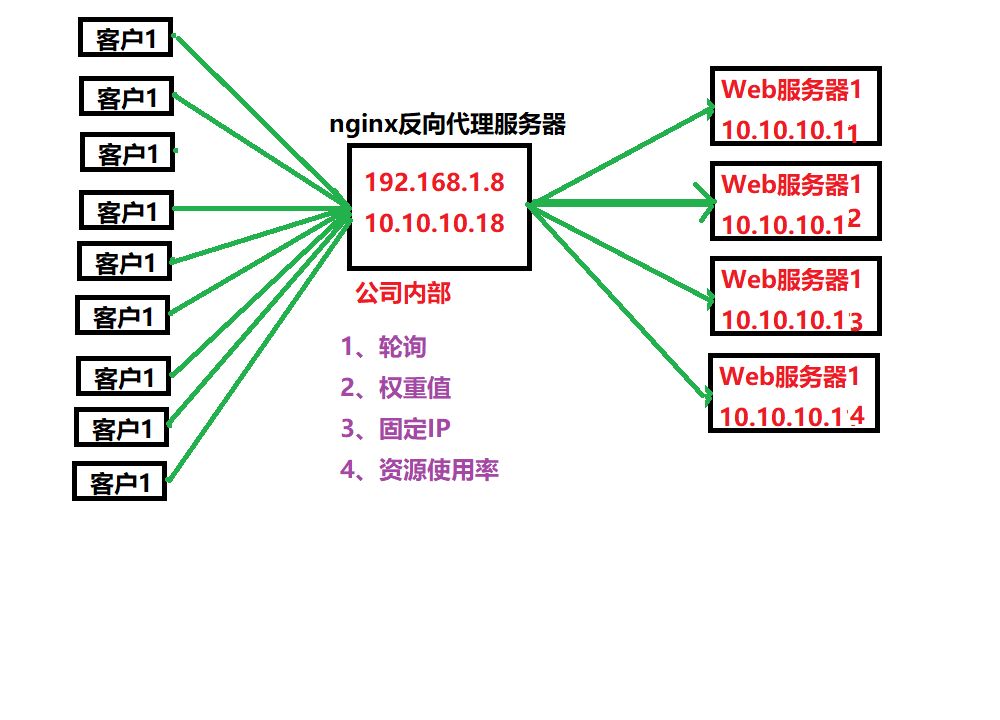 客户1
客户1
客户1
客户1
客户1
客户1
客户1
客户1
客户1
nginx反向代理服务器
192.168.1.8
10.10.10.18
公司内部
1、轮询
2、权重值
3、固定IP
4、资源使用率
Web服务器1
10.10.10.11
Web服务器1
10.10.10.12
Web服务器1
10.10.10.13
Web服务器1
10.10.10.14